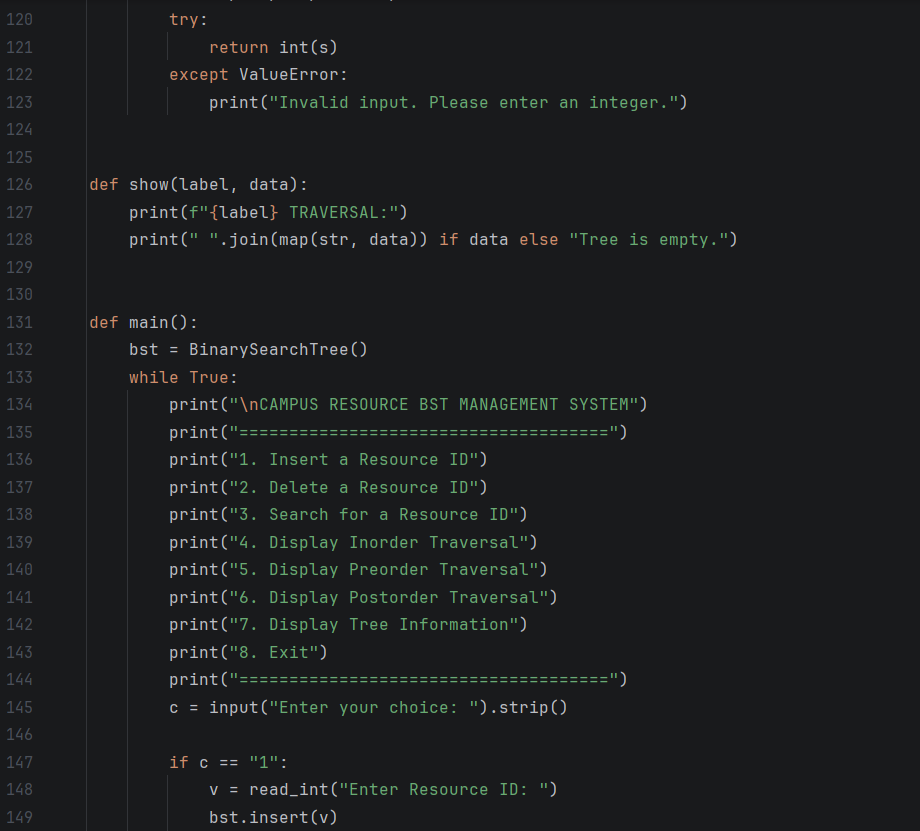 120 try:
121 return int(s)
122 except ValueError:
123 print("Invalid input. Please enter an integer.")
124
125
126 def show(label, data):
127 print(f"{label} TRAVERSAL:")
128 print(" ".join(map(str, data)) if data else "Tree is empty.")
129
130
131 def main():
132 bst = BinarySearchTree()
133 while True:
134 print("\nCAMPUS RESOURCE BST MANAGEMENT SYSTEM")
135 print("=====================================")
136 print("1. Insert a Resource ID")
137 print("2. Delete a Resource ID")
138 print("3. Search for a Resource ID")
139 print("4. Display Inorder Traversal")
140 print("5. Display Preorder Traversal")
141 print("6. Display Postorder Traversal")
142 print("7. Display Tree Information")
143 print("8. Exit")
144 print("=====================================")
145 c = input("Enter your choice: ").strip()
146
147 if c == "1":
148 v = read_int("Enter Resource ID: ")
149 bst.insert(v)